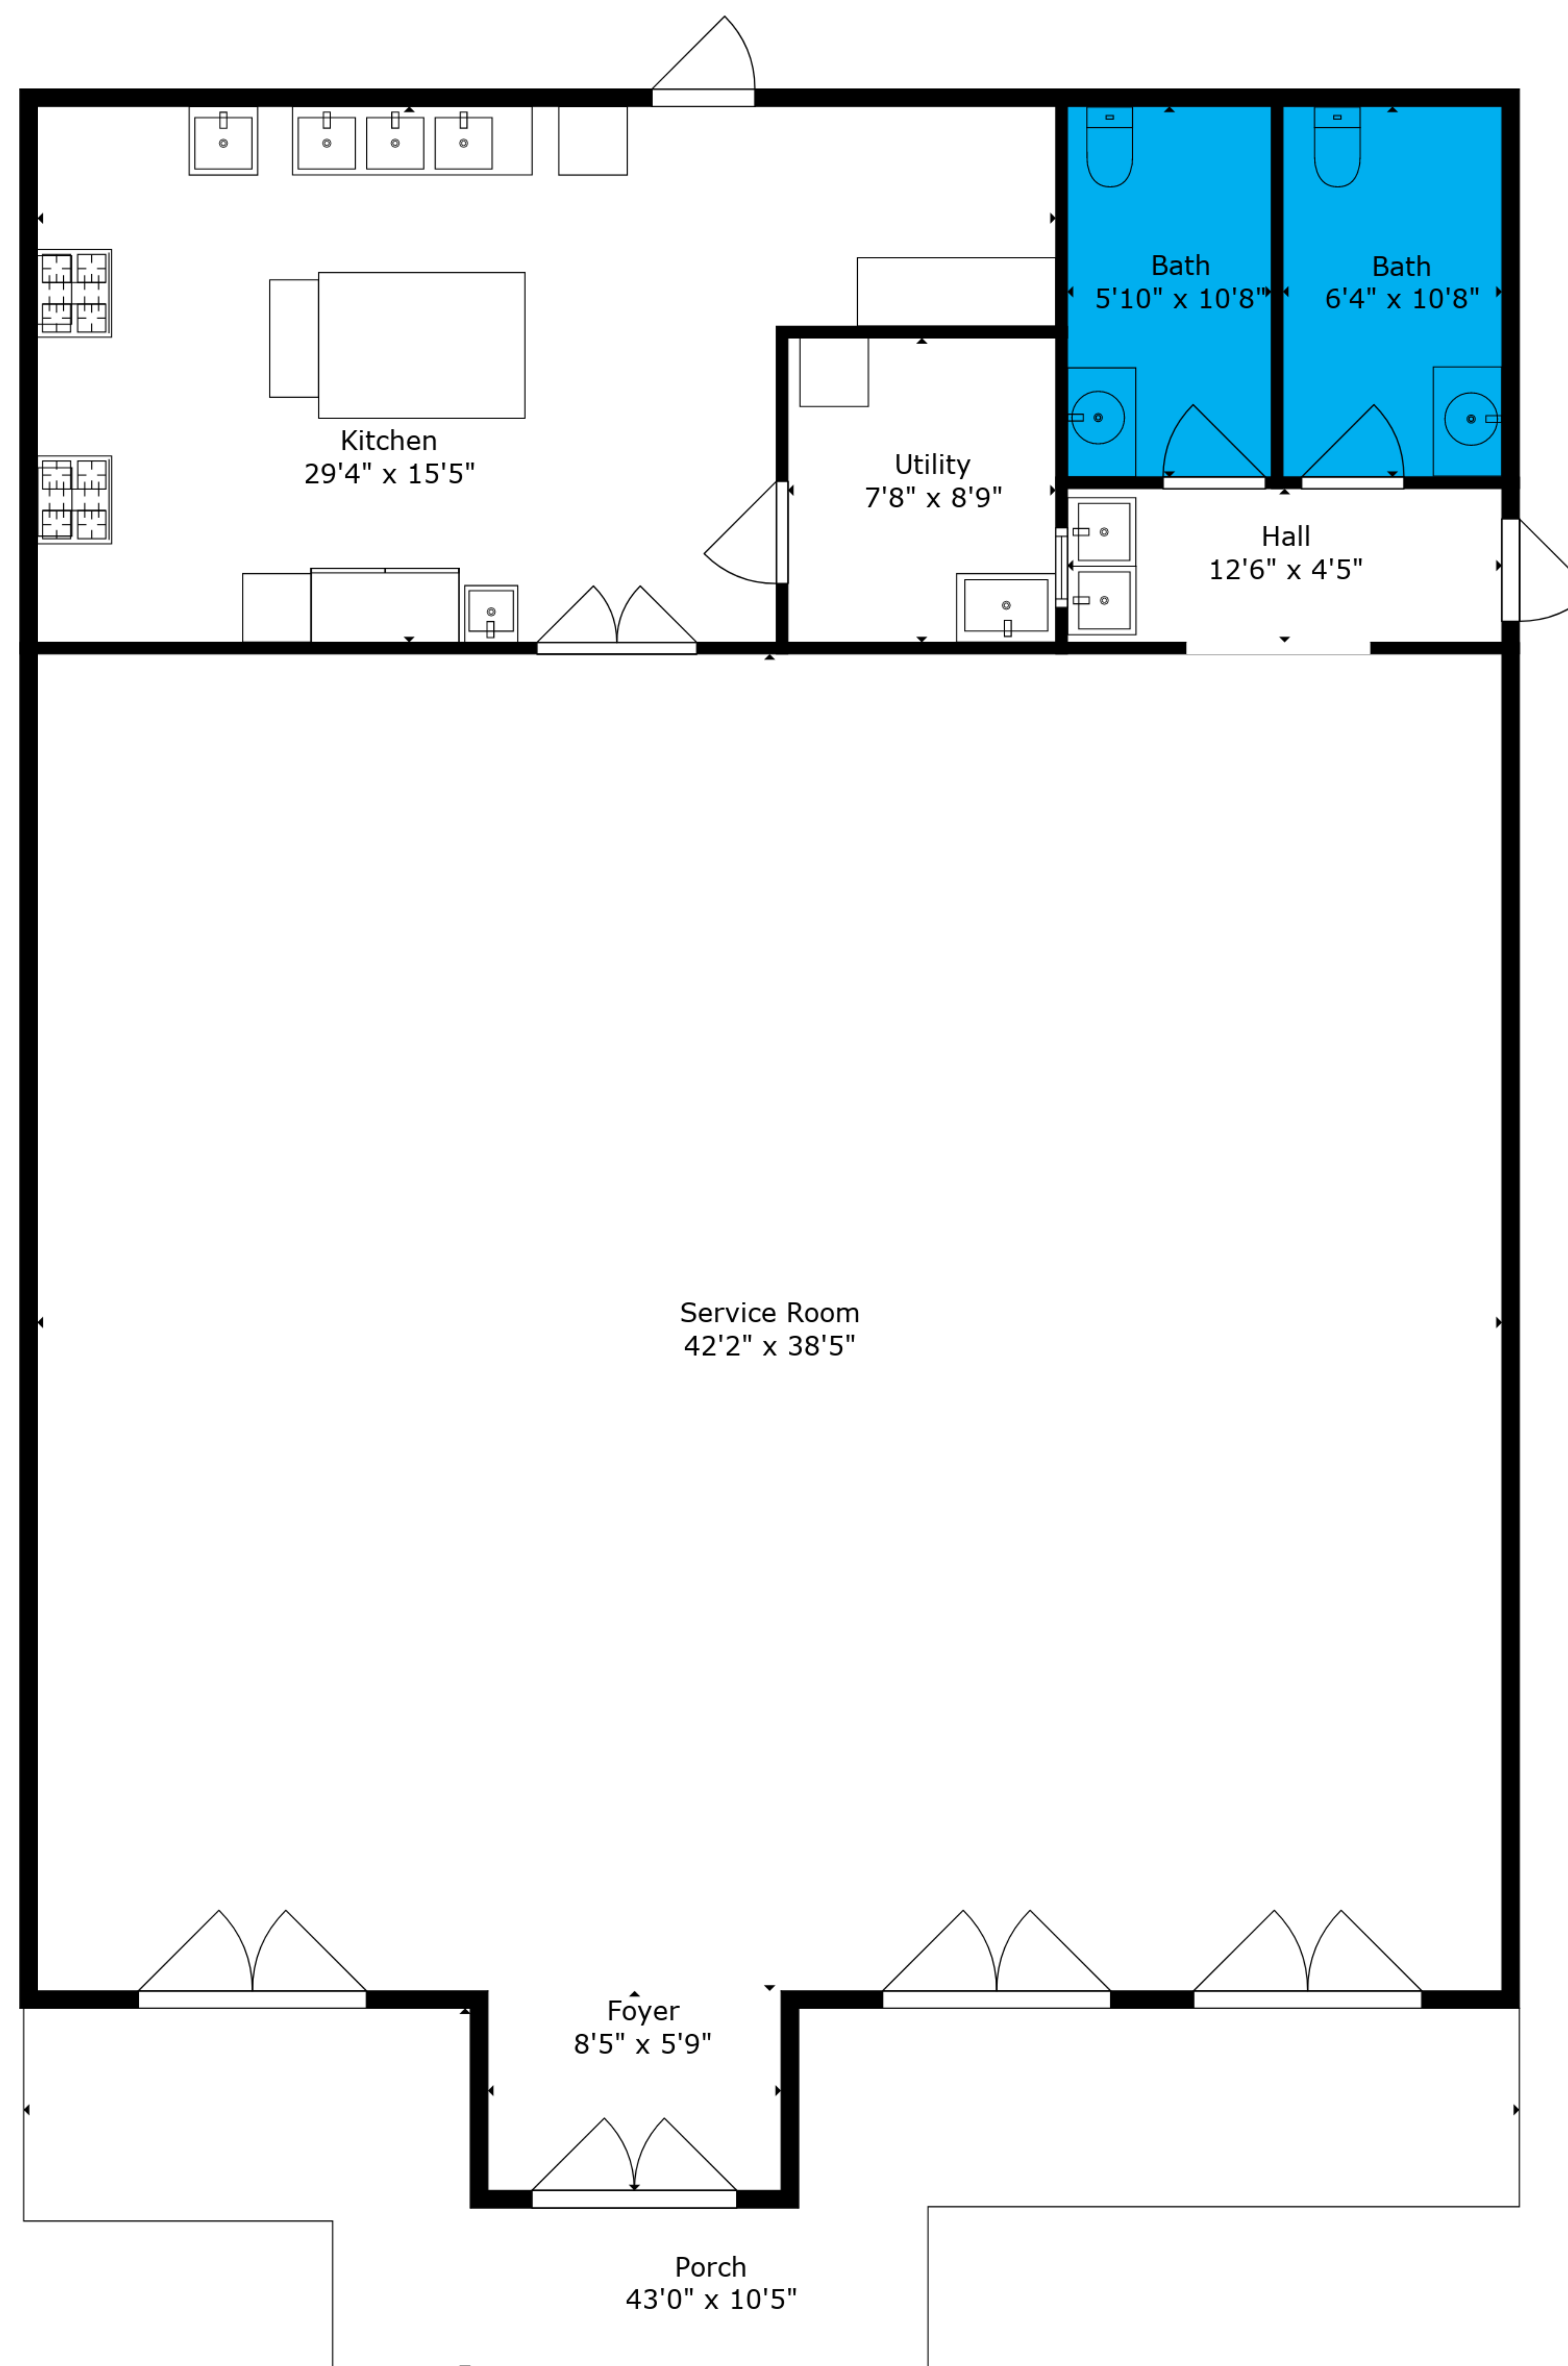 Bath
5'10" x 10'8"
Bath
6'4" x 10'8"
Kitchen
29'4" x 15'5"
Utility
7'8" x 8'9"
Hall
12'6" x 4'5"
Service Room
42'2" x 38'5"
Foyer
8'5" x 5'9"
Porch
43'0" x 10'5"